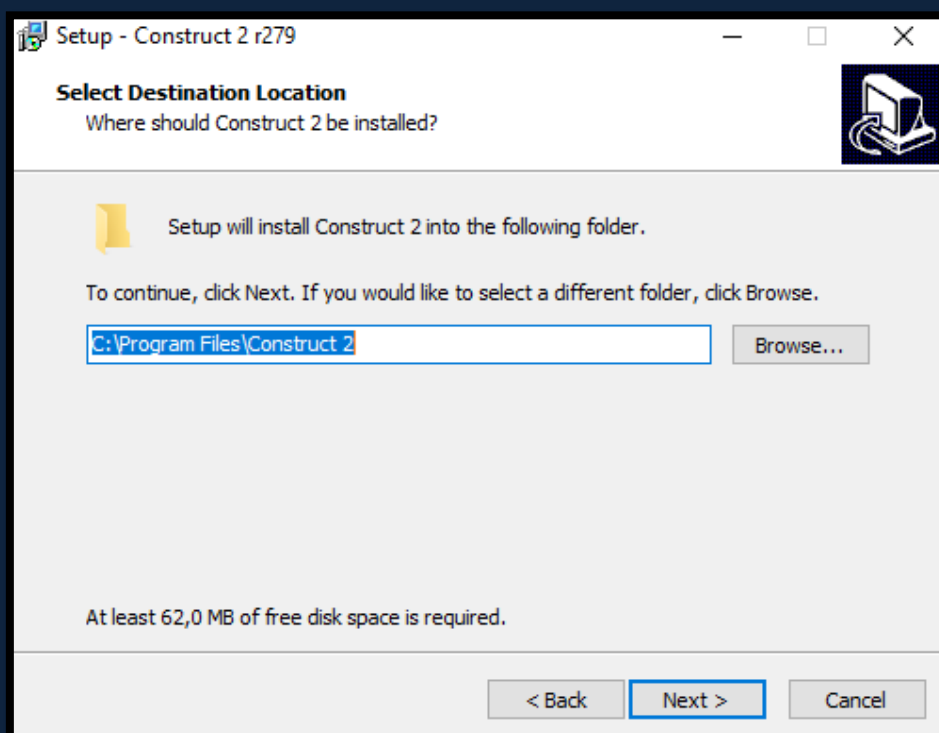 Setup - Construct 2 r279
Select Destination Location
Where should Construct 2 be installed?
Setup will install Construct 2 into the following folder.
To continue, click Next. If you would like to select a different folder, click Browse.
C:\Program Files\Construct 2
Browse...
At least 62,0 MB of free disk space is required.
< Back Next > Cancel